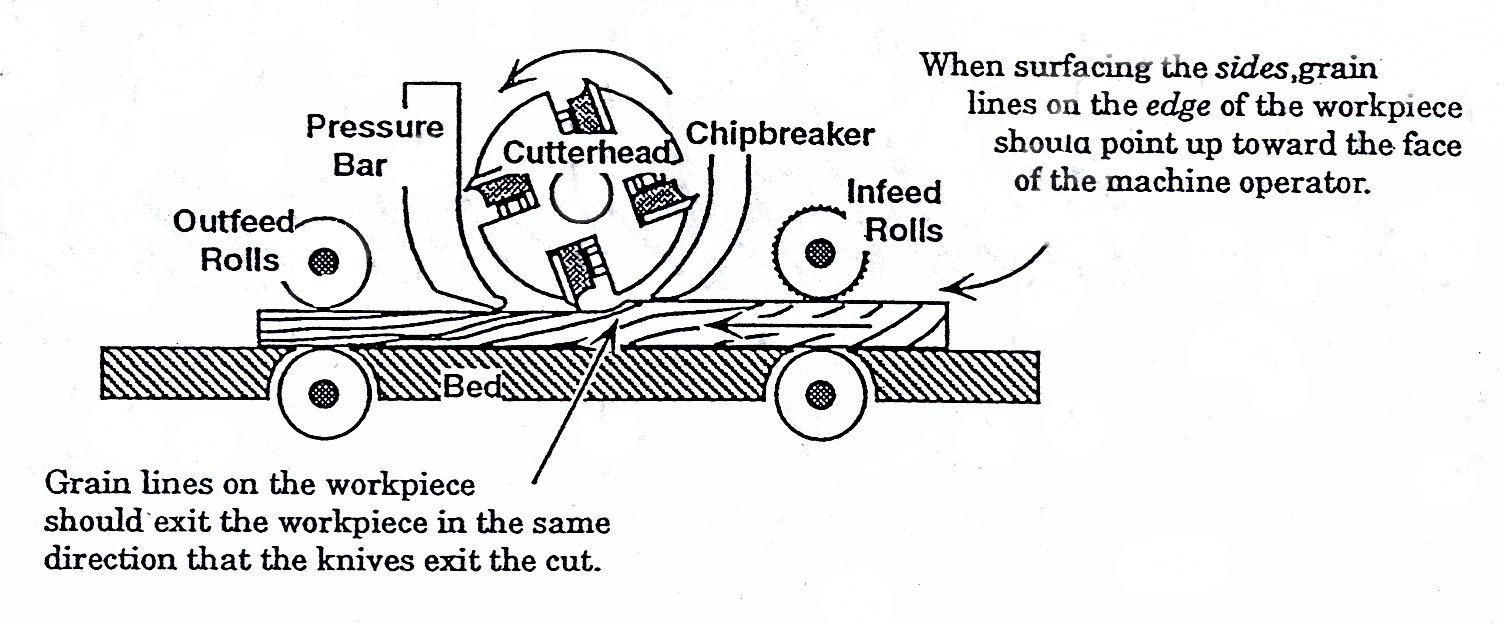 When surfacing the sides,grain
lines on the edge of the workpiece
should point up toward the face
of the machine operator.
Pressure
Bar
Cutterhead
Chipbreaker
Infeed
Rolls
Outfeed
Rolls
Bed
Grain lines on the workpiece
should exit the workpiece in the same
direction that the knives exit the cut.